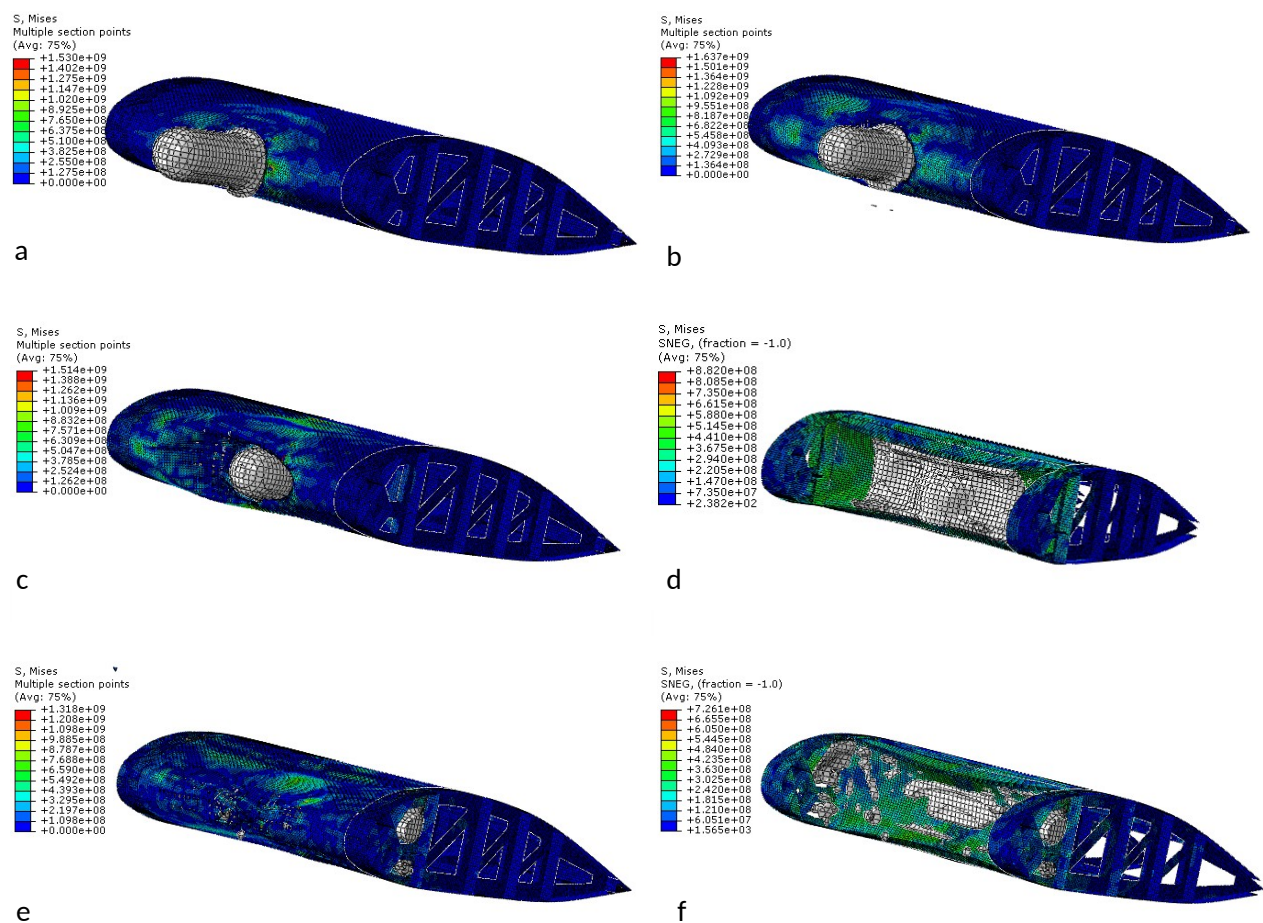 S, Mises
Multiple section points
(Avg: 75%)
+1.530e+09
+1.402e+09
+1.275e+09
+1.147e+09
+1.020e+09
+8.925e+08
+7.650e+08
+6.375e+08
+5.100e+08
+3.825e+08
+2.550e+08
+1.275e+08
+0.000e+00
a
S, Mises
Multiple section points
(Avg: 75%)
+1.637e+09
+1.501e+09
+1.364e+09
+1.228e+09
+1.092e+09
+9.551e+08
+8.187e+08
+6.822e+08
+5.458e+08
+4.093e+08
+2.729e+08
+1.364e+08
+0.000e+00
b
S, Mises
Multiple section points
(Avg: 75%)
+1.514e+09
+1.388e+09
+1.262e+09
+1.136e+09
+1.009e+09
+8.832e+08
+7.571e+08
+6.309e+08
+5.047e+08
+3.785e+08
+2.524e+08
+1.262e+08
+0.000e+00
c
S, Mises
SNEG, (fraction = -1.0)
(Avg: 75%)
+8.820e+08
+8.085e+08
+7.350e+08
+6.615e+08
+5.880e+08
+5.145e+08
+4.410e+08
+3.675e+08
+2.940e+08
+2.205e+08
+1.470e+08
+7.350e+07
+2.382e+02
d
S, Mises
Multiple section points
(Avg: 75%)
+1.318e+09
+1.208e+09
+1.098e+09
+9.885e+08
+8.787e+08
+7.688e+08
+6.590e+08
+5.492e+08
+4.393e+08
+3.295e+08
+2.197e+08
+1.098e+08
+0.000e+00
e
S, Mises
SNEG, (fraction = -1.0)
(Avg: 75%)
+7.261e+08
+6.655e+08
+6.050e+08
+5.445e+08
+4.840e+08
+4.235e+08
+3.630e+08
+3.025e+08
+2.420e+08
+1.815e+08
+1.210e+08
+6.051e+07
+1.565e+03
f